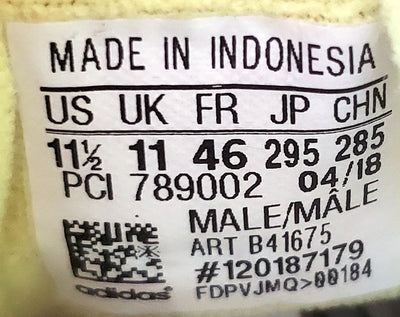 MADE IN INDONESIA
US UK FR JP CHN
11½ 11 46 295 285
PCI 789002 04/18
MALE/MÂLE
ART B41675
#120187179
FDPVJMQ>00184
adidas